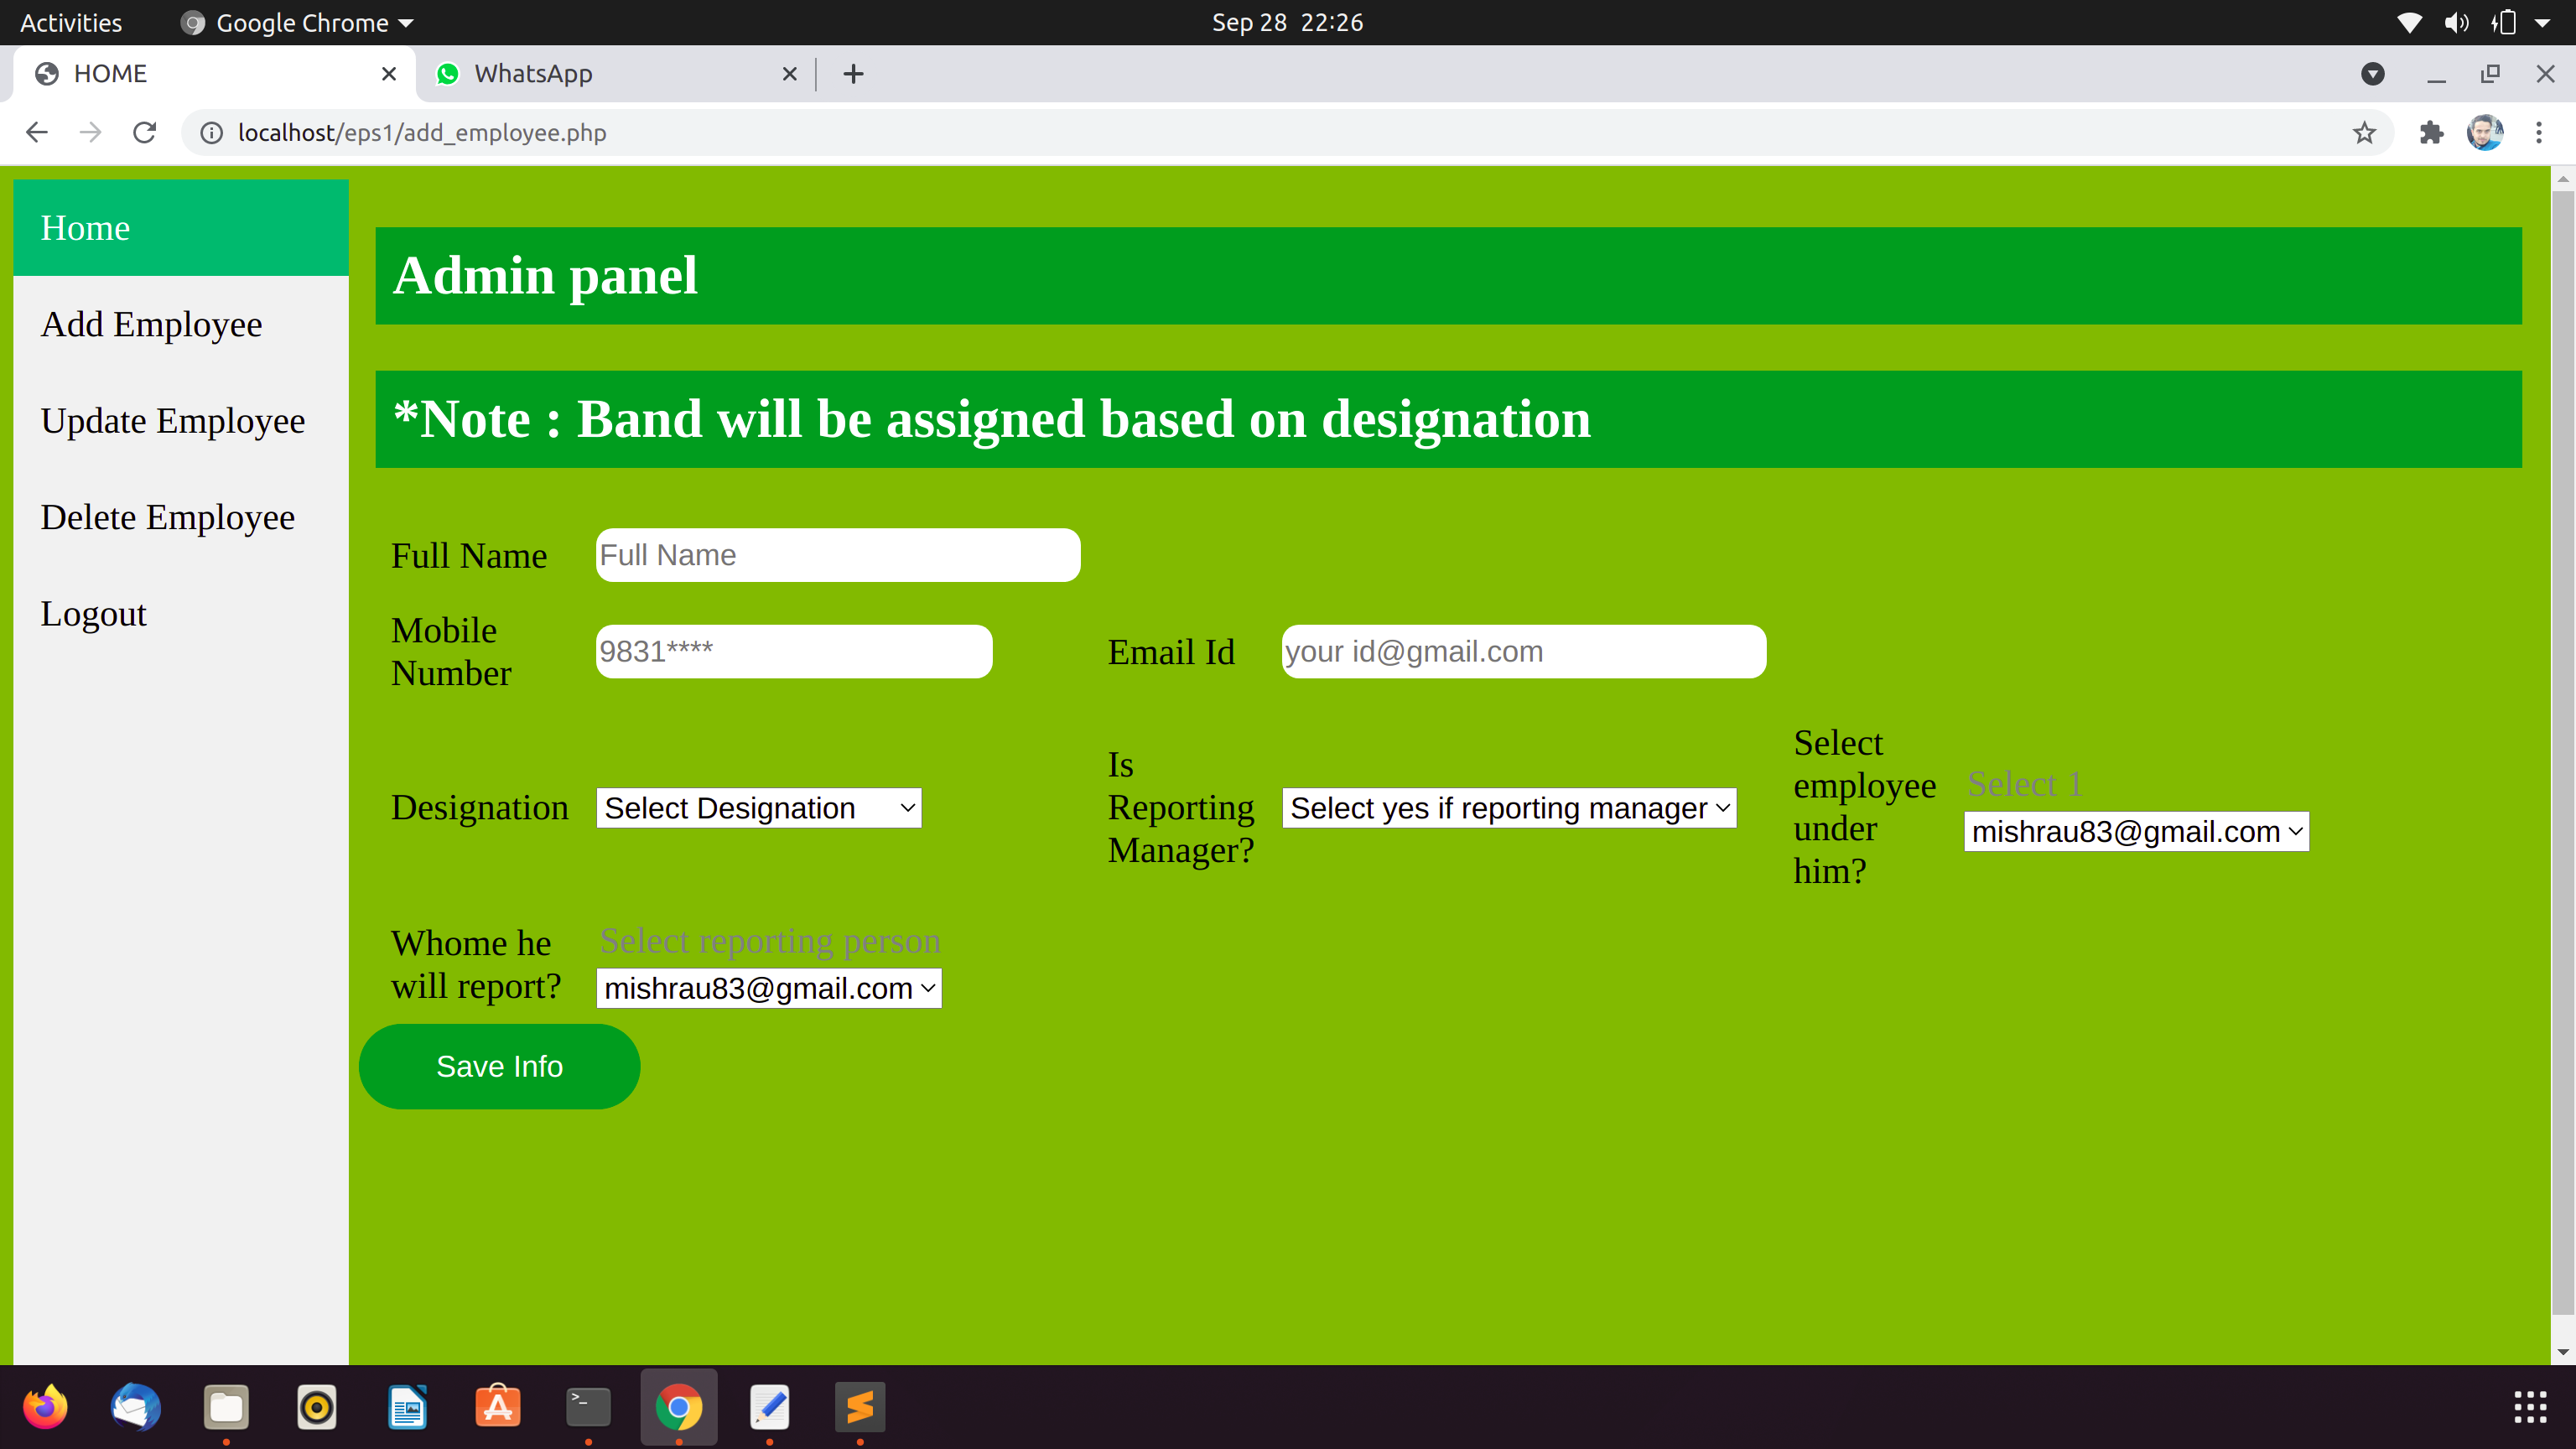 Activities
Google Chrome
Sep 28 22:26
HOME
WhatsApp
localhost/eps1/add_employee.php
Home
Add Employee
Update Employee
Delete Employee
Logout
Admin panel
*Note : Band will be assigned based on designation
Full Name
Full Name
Mobile
Number
9831****
Email Id
your id@gmail.com
Designation
Select Designation
Is
Reporting
Manager?
Select yes if reporting manager
Select
employee
under
him?
Select 1
mishrau83@gmail.com
Whome he
will report?
Select reporting person
mishrau83@gmail.com
Save Info